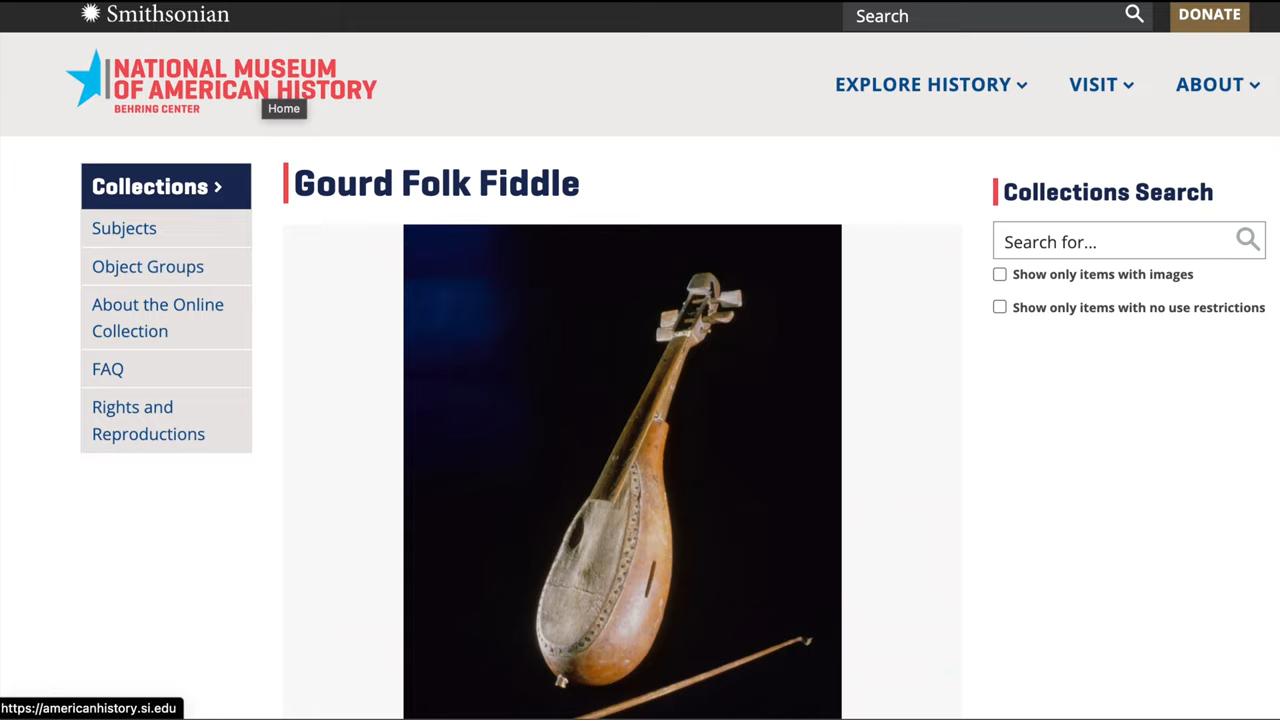 Smithsonian
Search
DONATE
NATIONAL MUSEUM
OF AMERICAN HISTORY
BEHRING CENTER
Home
EXPLORE HISTORY
VISIT
ABOUT
Collections >
Subjects
Object Groups
About the Online
Collection
FAQ
Rights and
Reproductions
Gourd Folk Fiddle
Collections Search
Search for...
Show only items with images
Show only items with no use restrictions
https://americanhistory.si.edu